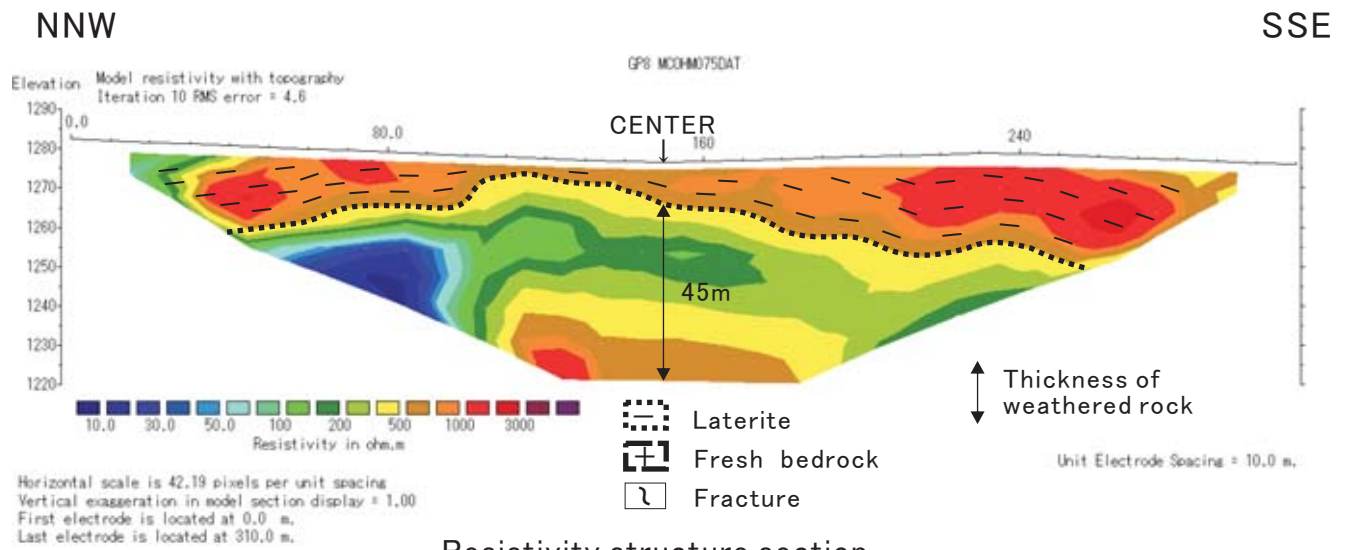 NNW
SSE
GP8 MCOHM075DAT
Elevation
Model resistivity with topography
Iteration 10 RMS error = 4.6
1290
0.0
80.0
CENTER
160
240
1280
1270
1260
1250
45m
1240
1230
1220
Thickness of
weathered rock
10.0 30.0 50.0 100 200 500 1000 3000
Resistivity in ohm.m
Laterite
Fresh bedrock
Fracture
Unit Electrode Spacing = 10.0 m.
Horizontal scale is 42.19 pixels per unit spacing
Vertical exaggeration in model section display = 1.00
First electrode is located at 0.0 m.
Last electrode is located at 310.0 m.
Resistivity structure section